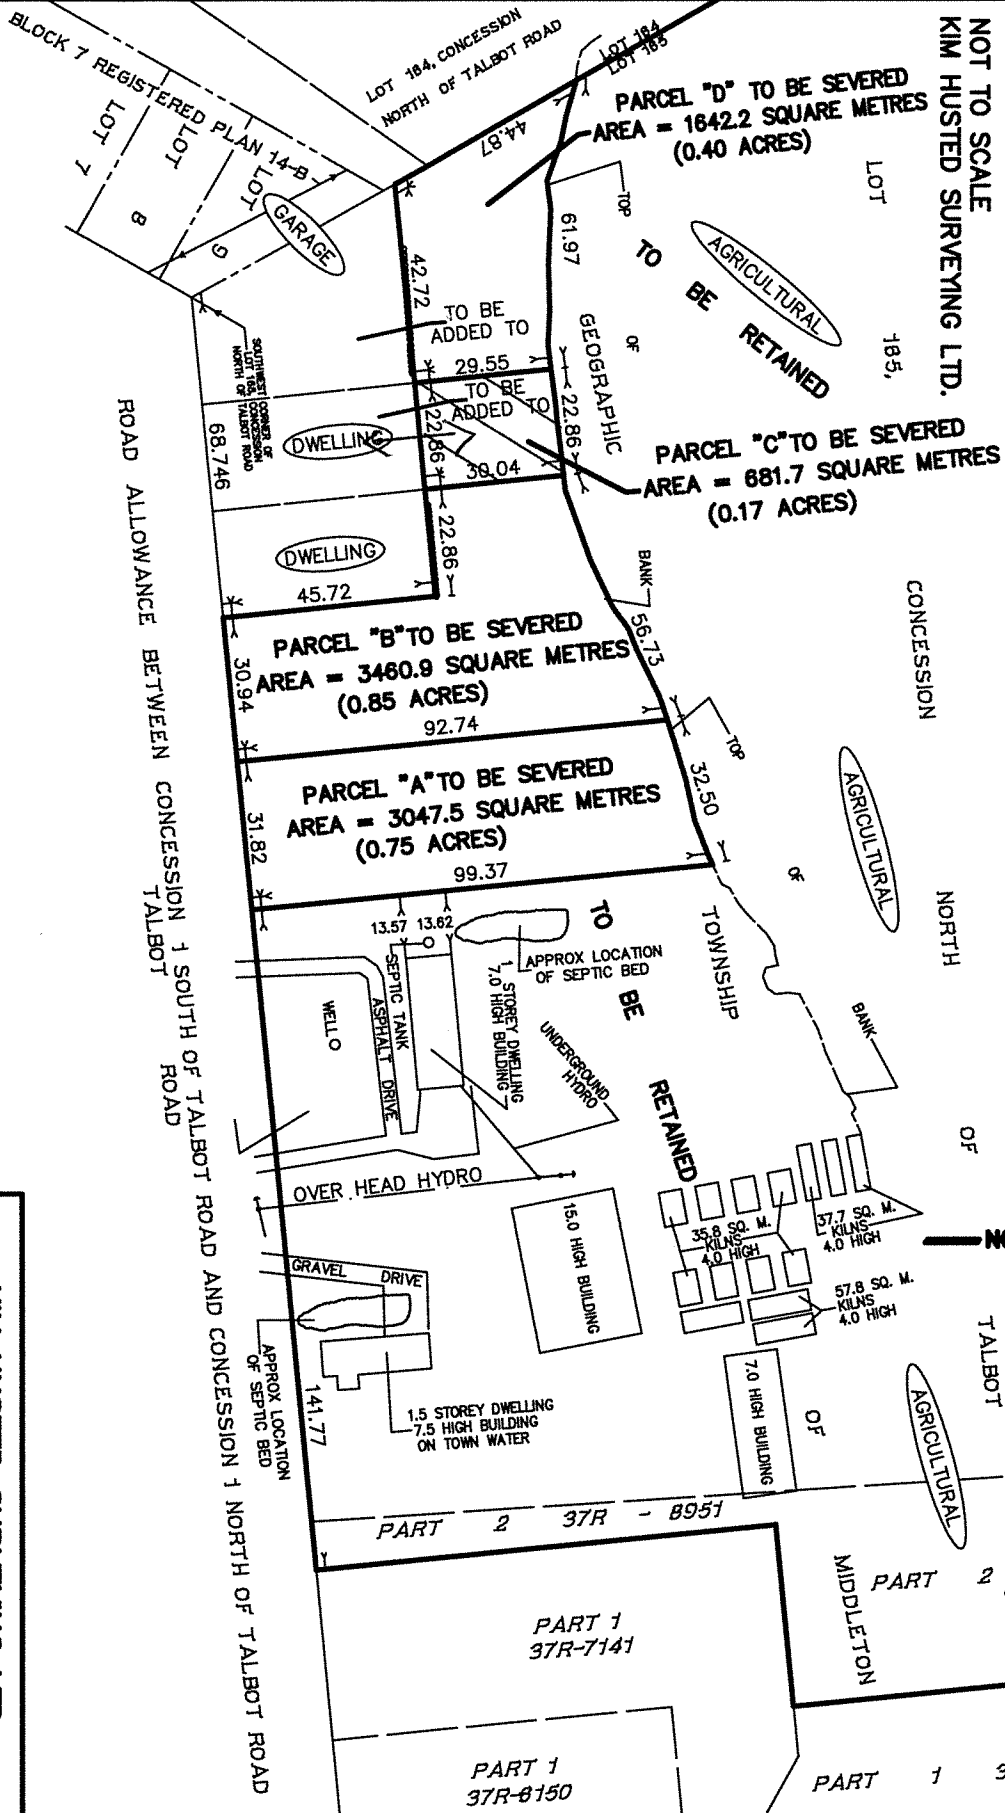 NOT TO SCALE
KIM HUSTED SURVEYING LTD.
BLOCK 7 REGISTERED PLAN 14-B
LOT 7
LOT 8
LOT 9
LOT 184, CONCESSION
NORTH OF TALBOT ROAD
LOT 184
LOT 185
44.87
PARCEL "D" TO BE SEVERED
AREA = 1642.2 SQUARE METRES
(0.40 ACRES)
LOT 185,
GARAGE
TOP
61.97
TO BE RETAINED
AGRICULTURAL
42.72
TO BE
ADDED TO
GEOGRAPHIC
OF
29.55
TO BE
ADDED TO
22.86
22.86
SOUTHWEST CORNER OF
LOT 185, CONCESSION
NORTH OF TALBOT ROAD
68.746
DWELLING
30.04
PARCEL "C" TO BE SEVERED
AREA = 681.7 SQUARE METRES
(0.17 ACRES)
DWELLING
22.86
45.72
BANK
56.73
CONCESSION
PARCEL "B" TO BE SEVERED
AREA = 3460.9 SQUARE METRES
(0.85 ACRES)
30.94
92.74
TOP
32.50
PARCEL "A" TO BE SEVERED
AREA = 3047.5 SQUARE METRES
(0.75 ACRES)
31.82
99.37
AGRICULTURAL
OF
NORTH
TOWNSHIP
13.57
13.62
APPROX LOCATION
OF SEPTIC BED
TO BE RETAINED
SEPTIC TANK
ASPHALT DRIVE
WELL
1 STOREY DWELLING
7.0 HIGH BUILDING
UNDERGROUND
HYDRO
BANK
OF
OVER HEAD HYDRO
15.0 HIGH BUILDING
35.8 SQ. M.
KILNS
4.0 HIGH
37.7 SQ. M.
KILNS
4.0 HIGH
57.8 SQ. M.
KILNS
4.0 HIGH
GRAVEL DRIVE
APPROX LOCATION
OF SEPTIC BED
141.77
1.5 STOREY DWELLING
7.5 HIGH BUILDING
ON TOWN WATER
7.0 HIGH BUILDING
OF
TALBOT
AGRICULTURAL
ROAD ALLOWANCE BETWEEN CONCESSION 1 SOUTH OF TALBOT ROAD AND CONCESSION 1 NORTH OF TALBOT ROAD
TALBOT ROAD
PART 2 37R - 8951
MIDDLETON
PART 2
PART 1
37R-7141
PART 1
37R-6150
PART 1 3